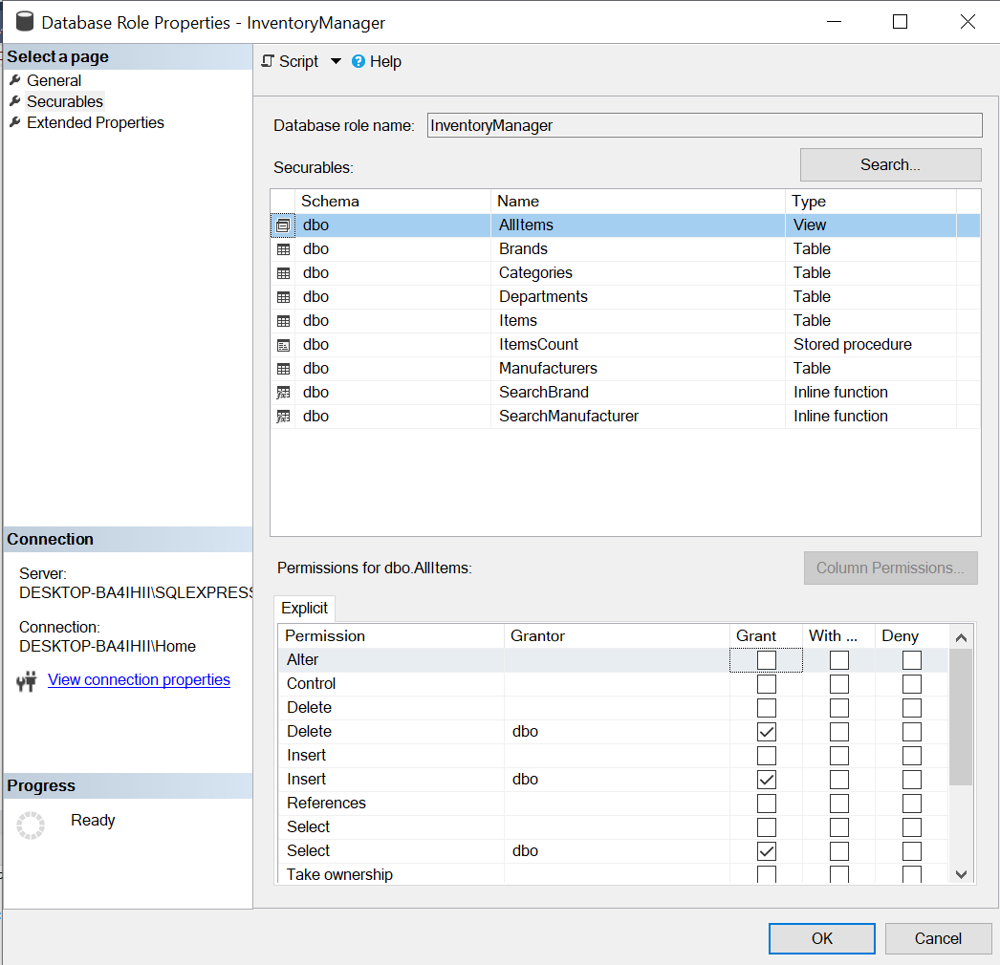 Database Role Properties - InventoryManager
Select a page
General
Securables
Extended Properties
Script
Help
Database role name: InventoryManager
Securables: Search...
Schema Name Type
dbo AllItems View
dbo Brands Table
dbo Categories Table
dbo Departments Table
dbo Items Table
dbo ItemsCount Stored procedure
dbo Manufacturers Table
dbo SearchBrand Inline function
dbo SearchManufacturer Inline function
Connection
Server:
DESKTOP-BA4IHII\SQLEXPRESS
Connection:
DESKTOP-BA4IHII\Home
View connection properties
Progress
Ready
Permissions for dbo.AllItems: Column Permissions...
Explicit
Permission Grantor Grant With ... Deny
Alter
Control
Delete
Delete dbo
Insert
Insert dbo
References
Select
Select dbo
Take ownership
OK Cancel